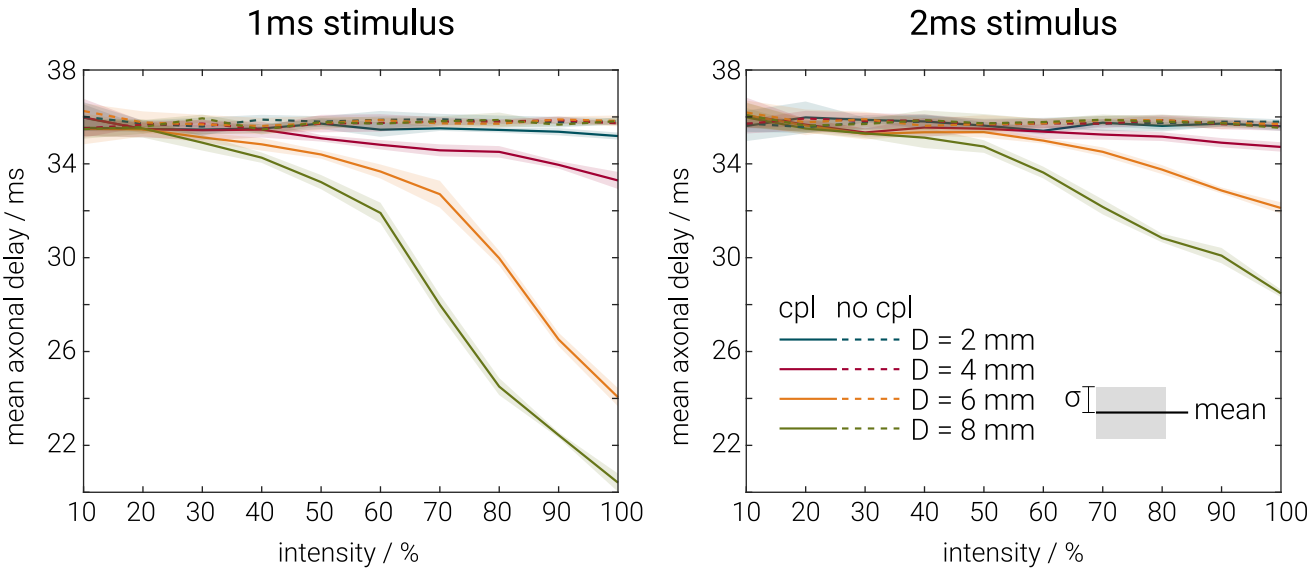 1ms stimulus
2ms stimulus
mean axonal delay / ms
38
34
30
26
22
10 20 30 40 50 60 70 80 90 100
intensity / %
mean axonal delay / ms
38
34
30
26
22
10 20 30 40 50 60 70 80 90 100
intensity / %
cpl no cpl
D = 2 mm
D = 4 mm
D = 6 mm
D = 8 mm
σ mean